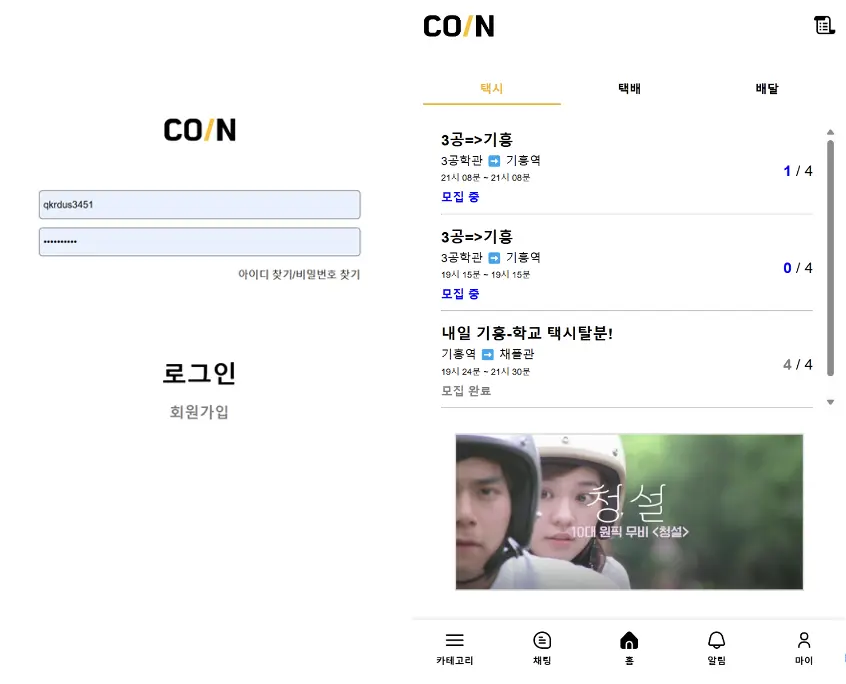 CO/N
qkrdus3451
••••••••••
아이디 찾기/비밀번호 찾기
로그인
회원가입
CO/N
택시 택배 배달
3공=>기흥
3공학관 ➡️ 기흥역
21시 08분 ~ 21시 08분
모집 중
1 / 4
3공=>기흥
3공학관 ➡️ 기흥역
19시 15분 ~ 19시 15분
모집 중
0 / 4
내일 기흥-학교 택시탈분!
기흥역 ➡️ 채플관
19시 24분 ~ 21시 30분
모집 완료
4 / 4
청설
10대 원픽 무비 <청설>
카테고리 채팅 홈 알림 마이